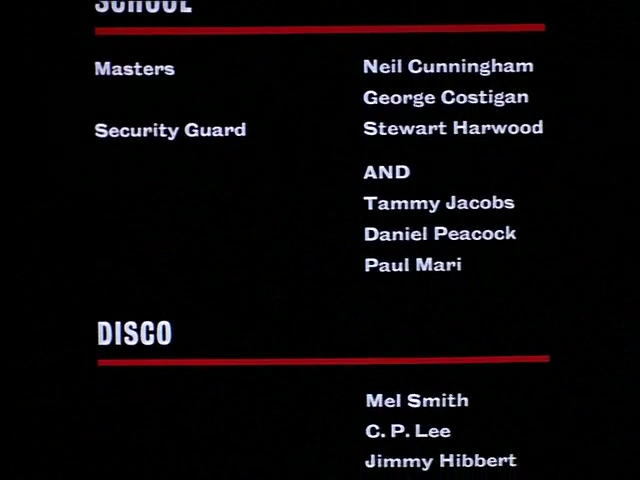 SCHOOL
Masters Neil Cunningham
George Costigan
Security Guard Stewart Harwood
AND
Tammy Jacobs
Daniel Peacock
Paul Mari
DISCO
Mel Smith
C. P. Lee
Jimmy Hibbert